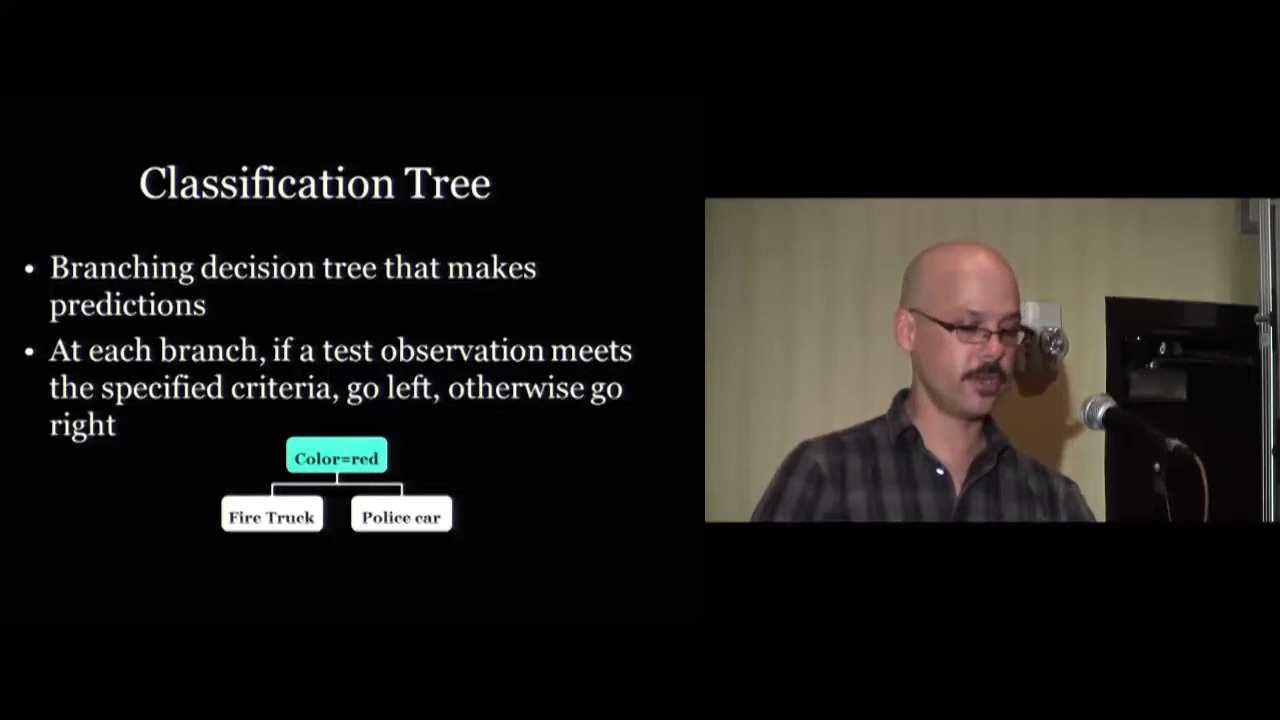 Classification Tree
• Branching decision tree that makes
predictions
• At each branch, if a test observation meets
the specified criteria, go left, otherwise go
right
Color=red
Fire Truck
Police car